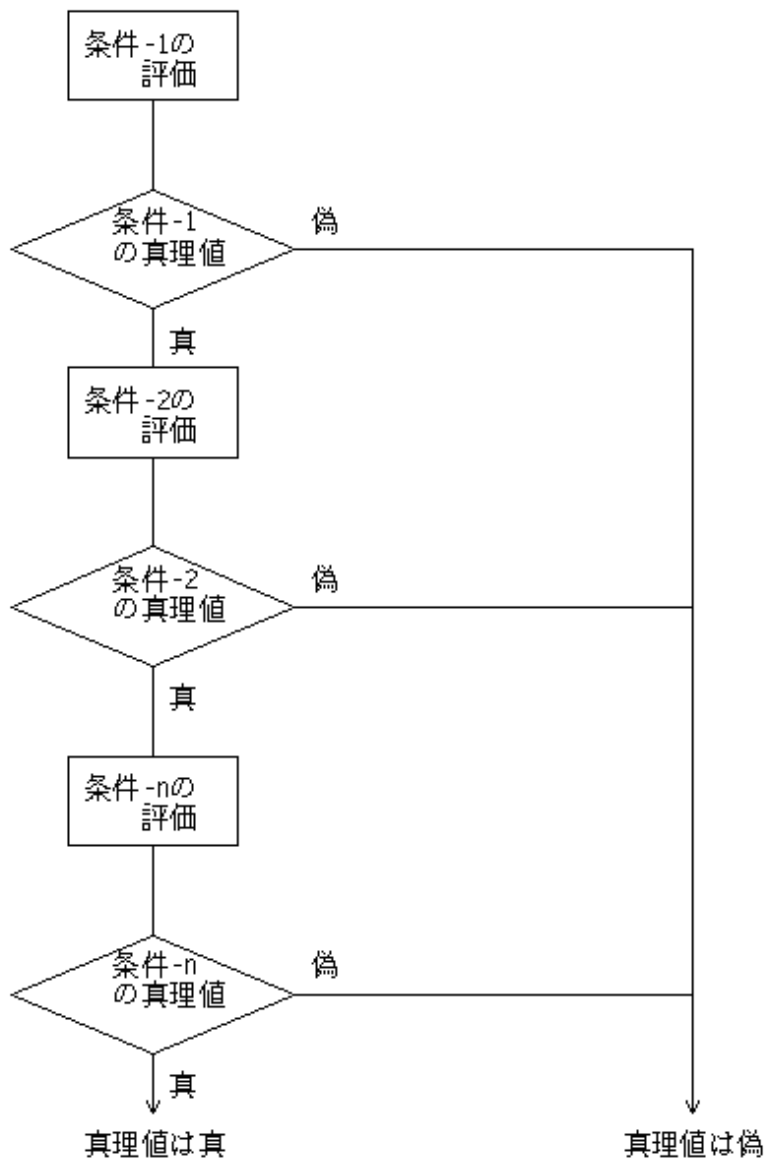 条件-1の
評価
条件-1
の真理値
偽
真
条件-2の
評価
条件-2
の真理値
偽
真
条件-nの
評価
条件-n
の真理値
偽
真
真理値は真
真理値は偽